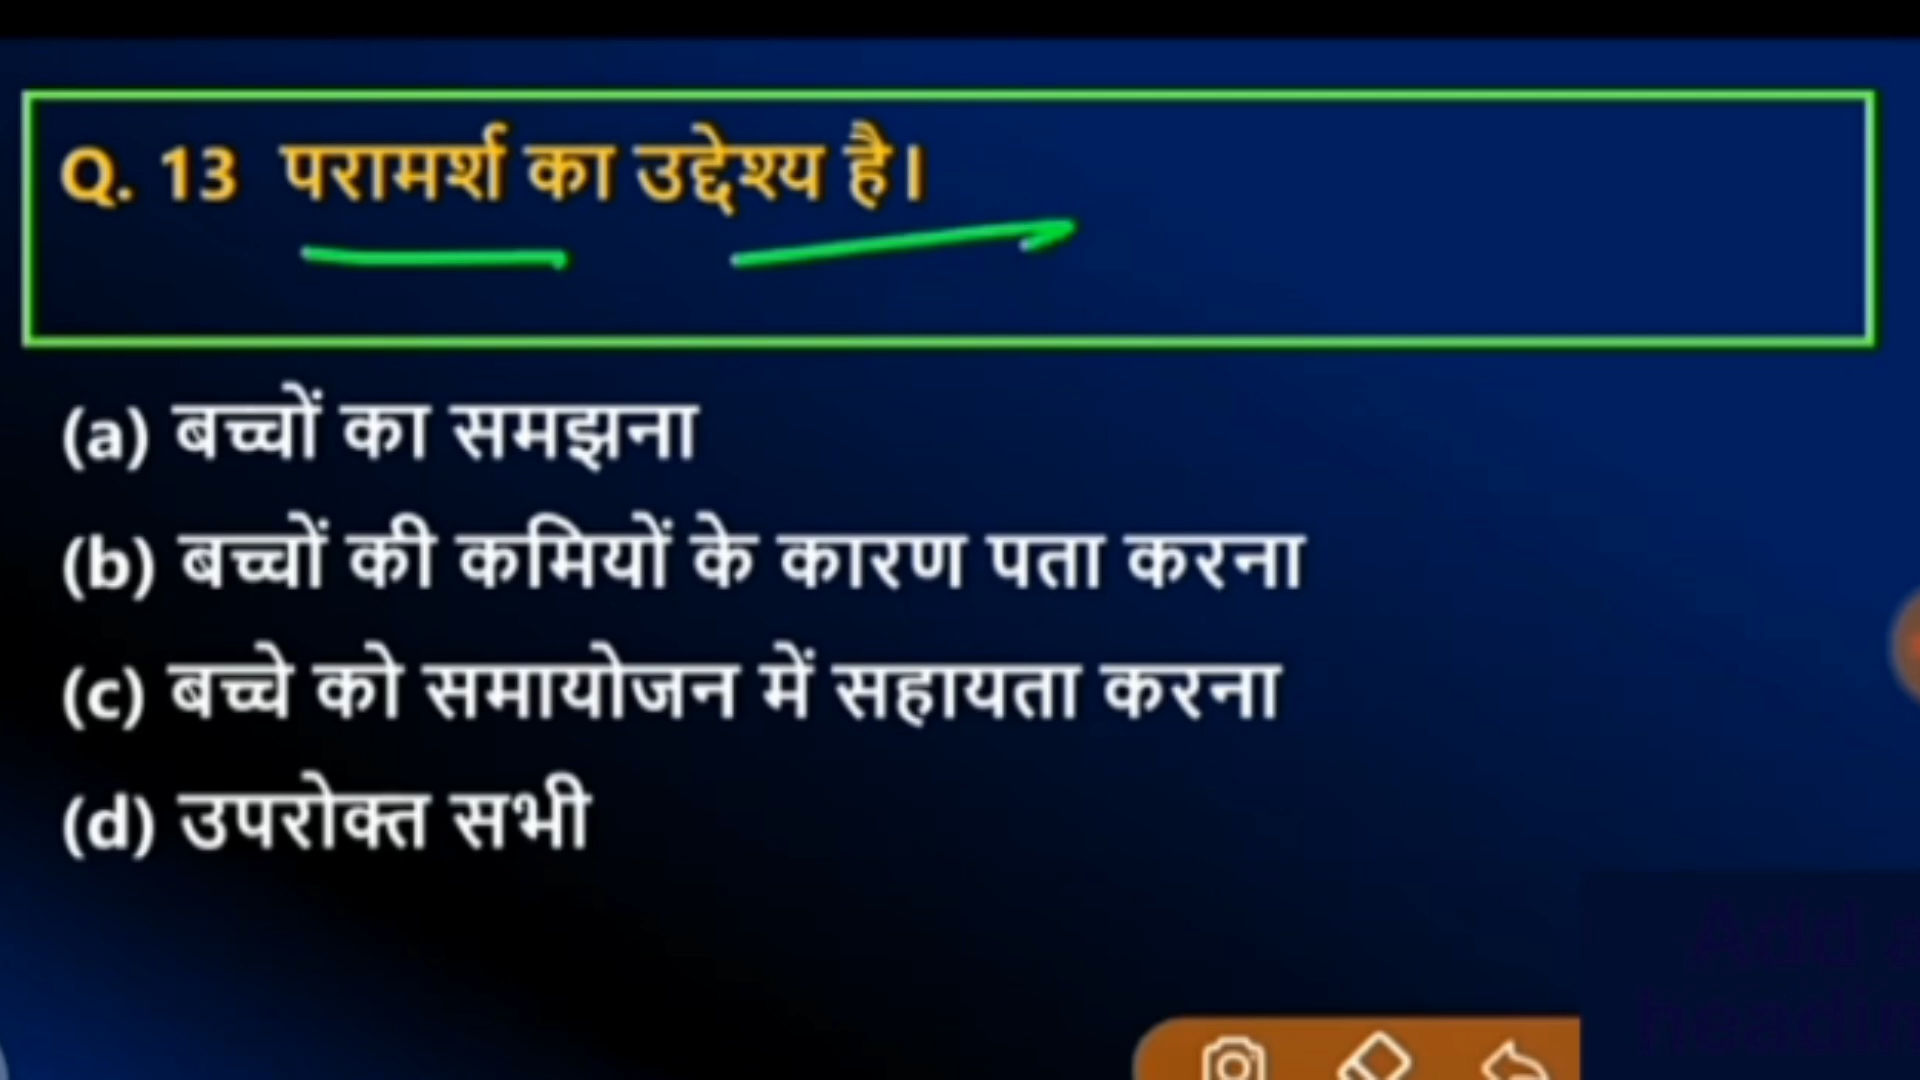 Q. 13 परामर्श का उद्देश्य है।
(a) बच्चों का समझना
(b) बच्चों की कमियों के कारण पता करना
(c) बच्चे को समायोजन में सहायता करना
(d) उपरोक्त सभी
Add a